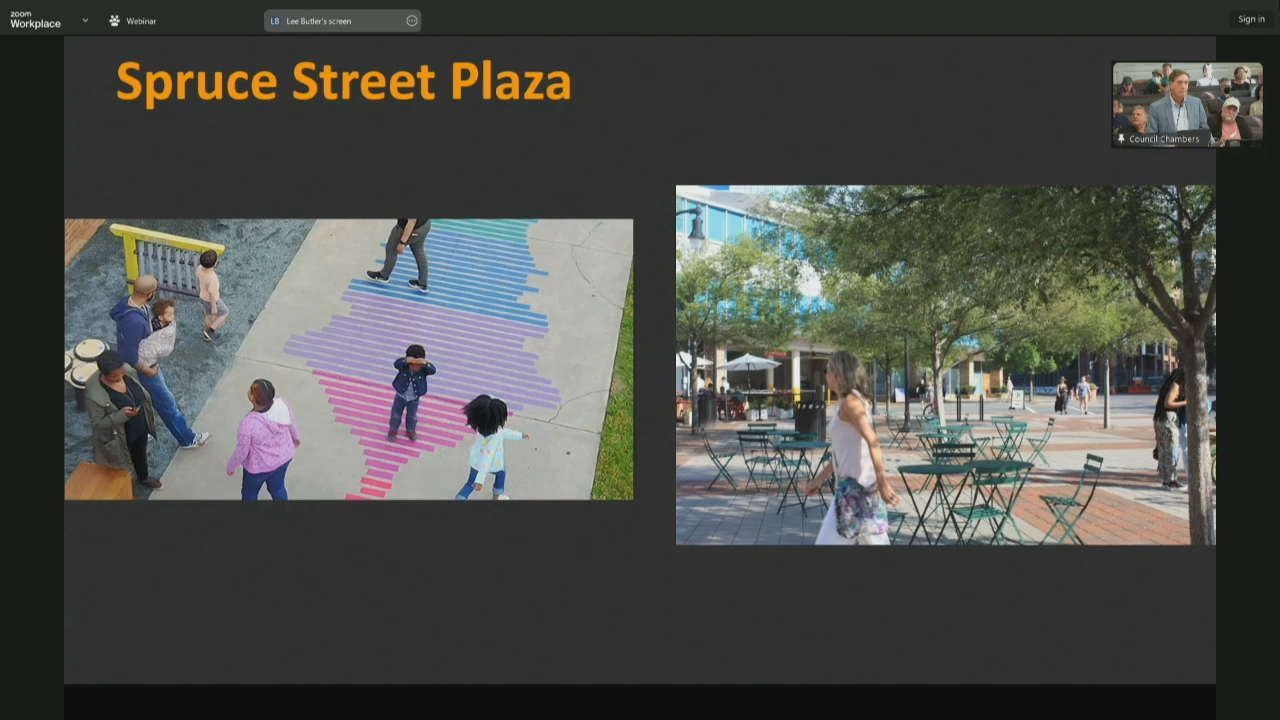 zoom
Workplace
Webinar
LB Lee Butler's screen
Sign in
Spruce Street Plaza
Council Chambers